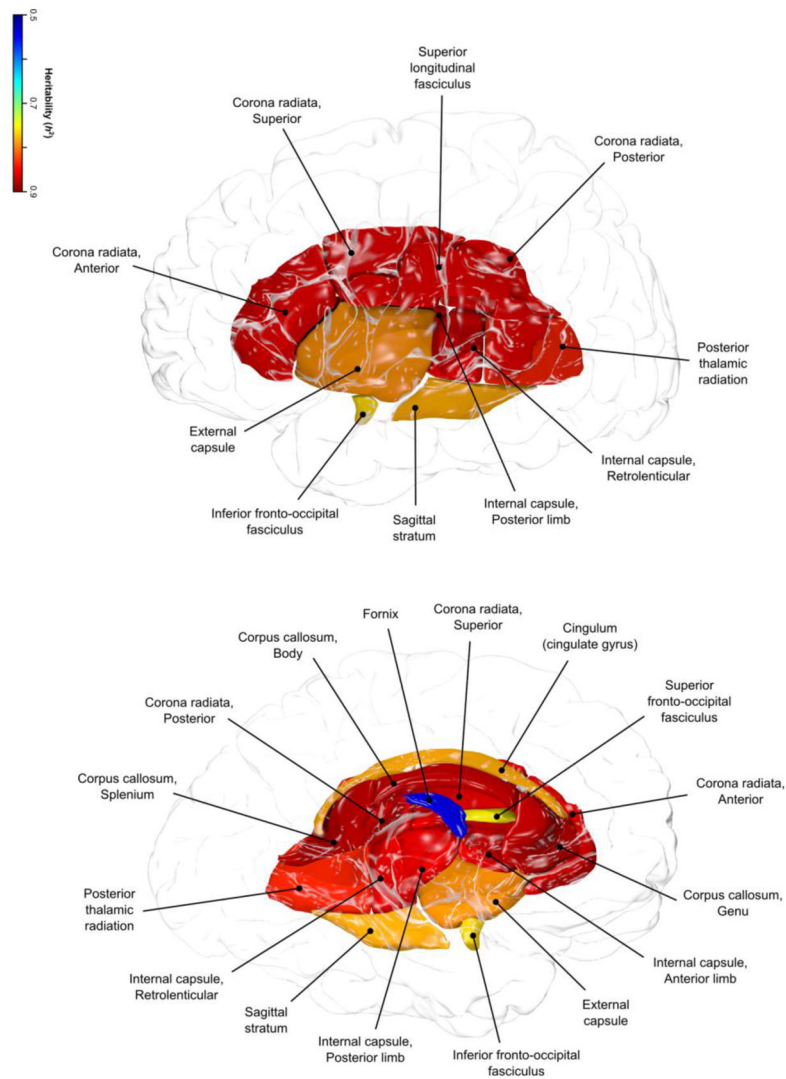 0.5
0.7
0.9
Heritability (h²)
Superior
longitudinal
fasciculus
Corona radiata,
Superior
Corona radiata,
Posterior
Corona radiata,
Anterior
Posterior
thalamic
radiation
External
capsule
Internal capsule,
Retrolenticular
Inferior fronto-occipital
fasciculus
Sagittal
stratum
Internal capsule,
Posterior limb
Fornix
Corona radiata,
Superior
Cingulum
(cingulate gyrus)
Corpus callosum,
Body
Superior
fronto-occipital
fasciculus
Corona radiata,
Posterior
Corpus callosum,
Splenium
Corona radiata,
Anterior
Posterior
thalamic
radiation
Corpus callosum,
Genu
Internal capsule,
Retrolenticular
Internal capsule,
Anterior limb
Sagittal
stratum
External
capsule
Internal capsule,
Posterior limb
Inferior fronto-occipital
fasciculus